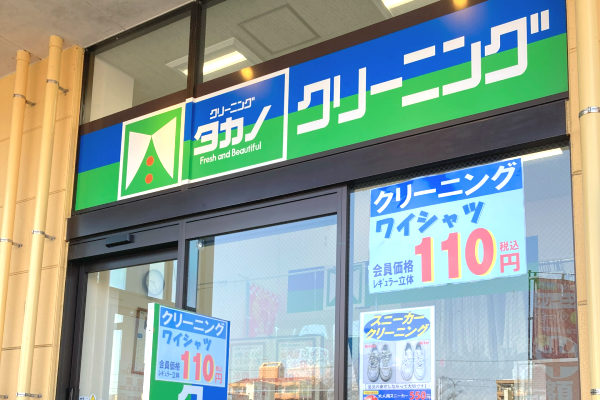 クリーニング
タカノ
Fresh and Beautiful
クリーニング
クリーニング
ワイシャツ
会員価格
レギュラー立体
110円
税込
スニーカー
クリーニング
クリーニング
ワイシャツ
会員価格
レギュラー立体
110円
税込